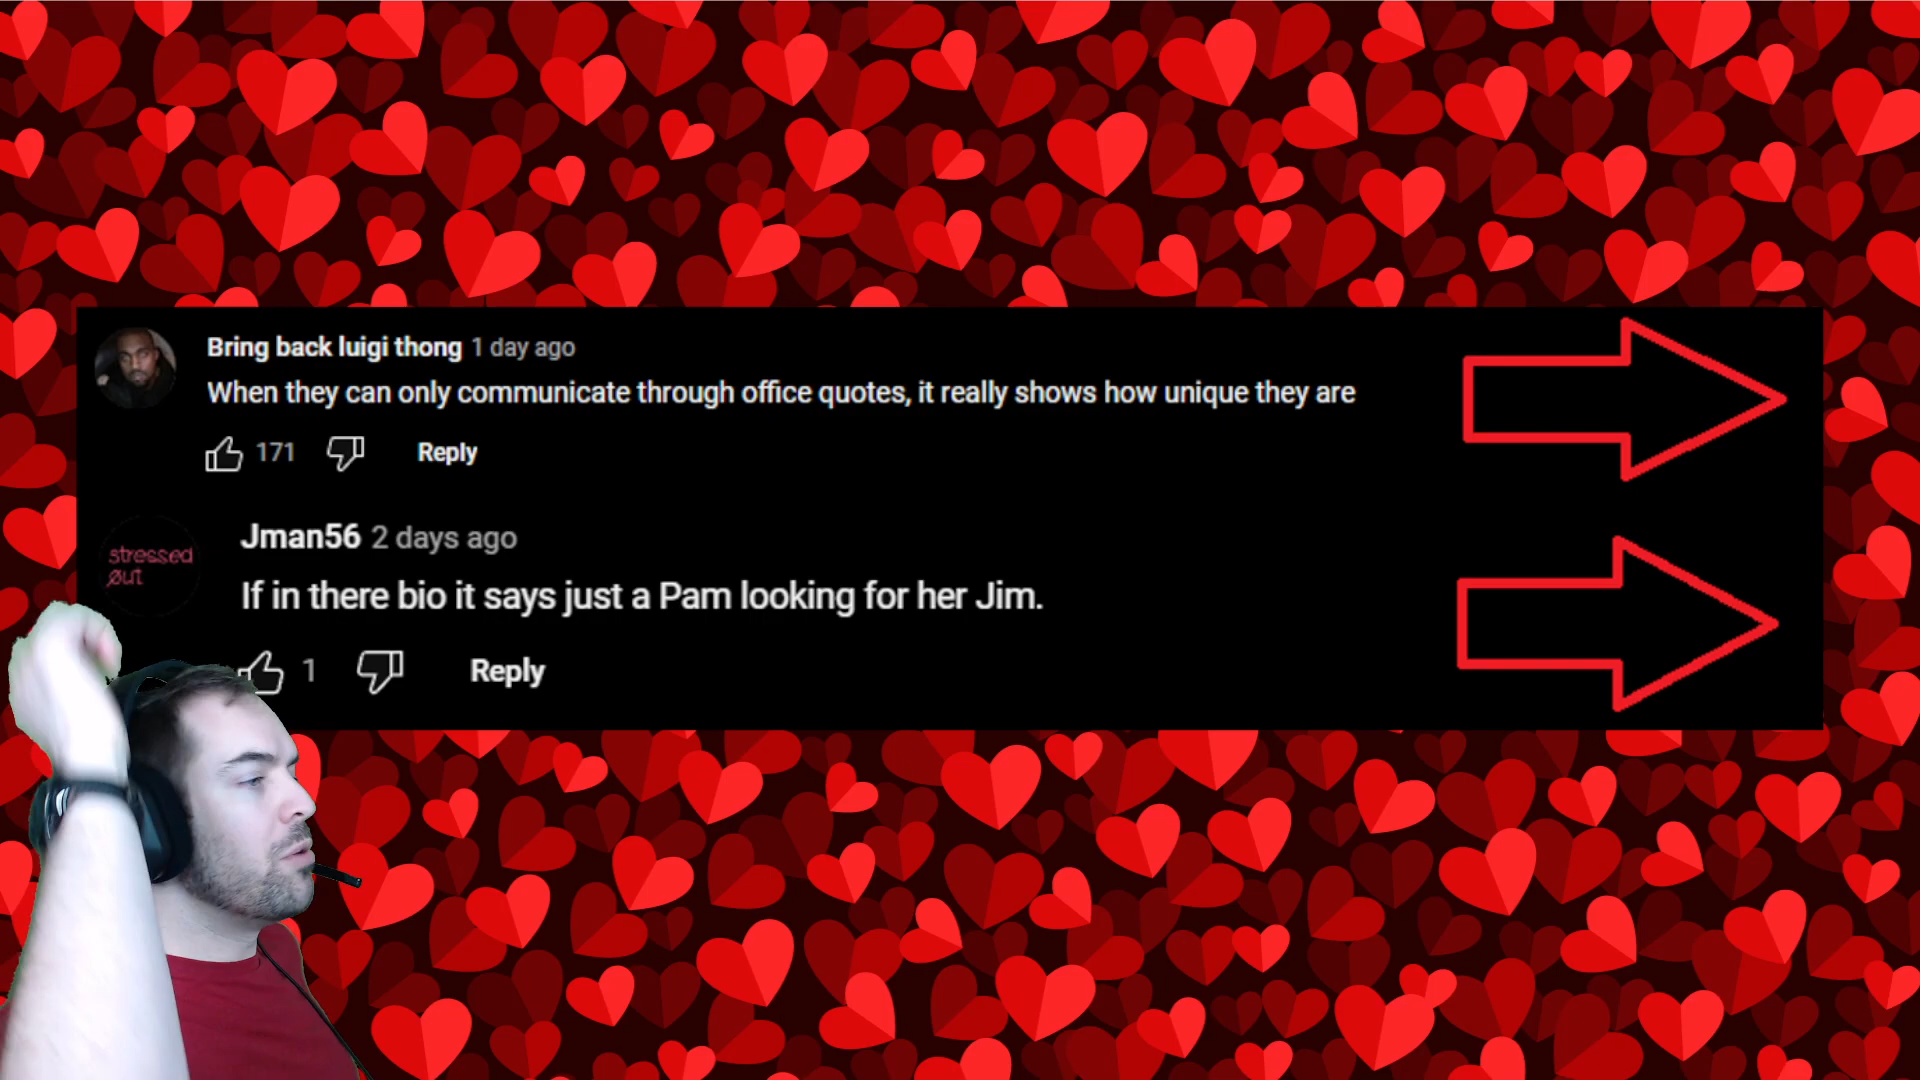 Bring back luigi thong 1 day ago
When they can only communicate through office quotes, it really shows how unique they are
171 Reply
stressed
øut
Jman56 2 days ago
If in there bio it says just a Pam looking for her Jim.
1 Reply